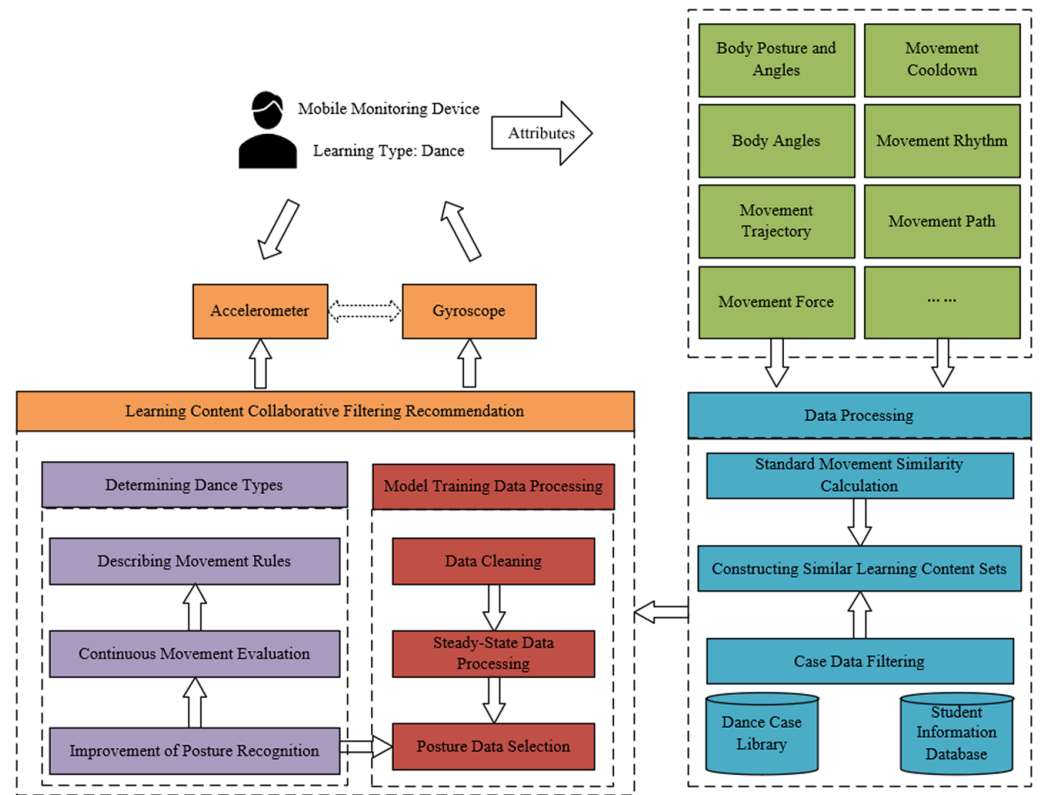 Mobile Monitoring Device
Learning Type: Dance
Attributes
Body Posture and
Angles
Movement
Cooldown
Body Angles
Movement Rhythm
Movement
Trajectory
Movement Path
Movement Force
... ...
Accelerometer
Gyroscope
Learning Content Collaborative Filtering Recommendation
Determining Dance Types
Describing Movement Rules
Continuous Movement Evaluation
Improvement of Posture Recognition
Model Training Data Processing
Data Cleaning
Steady-State Data
Processing
Posture Data Selection
Data Processing
Standard Movement Similarity
Calculation
Constructing Similar Learning Content Sets
Case Data Filtering
Dance Case
Library
Student
Information
Database